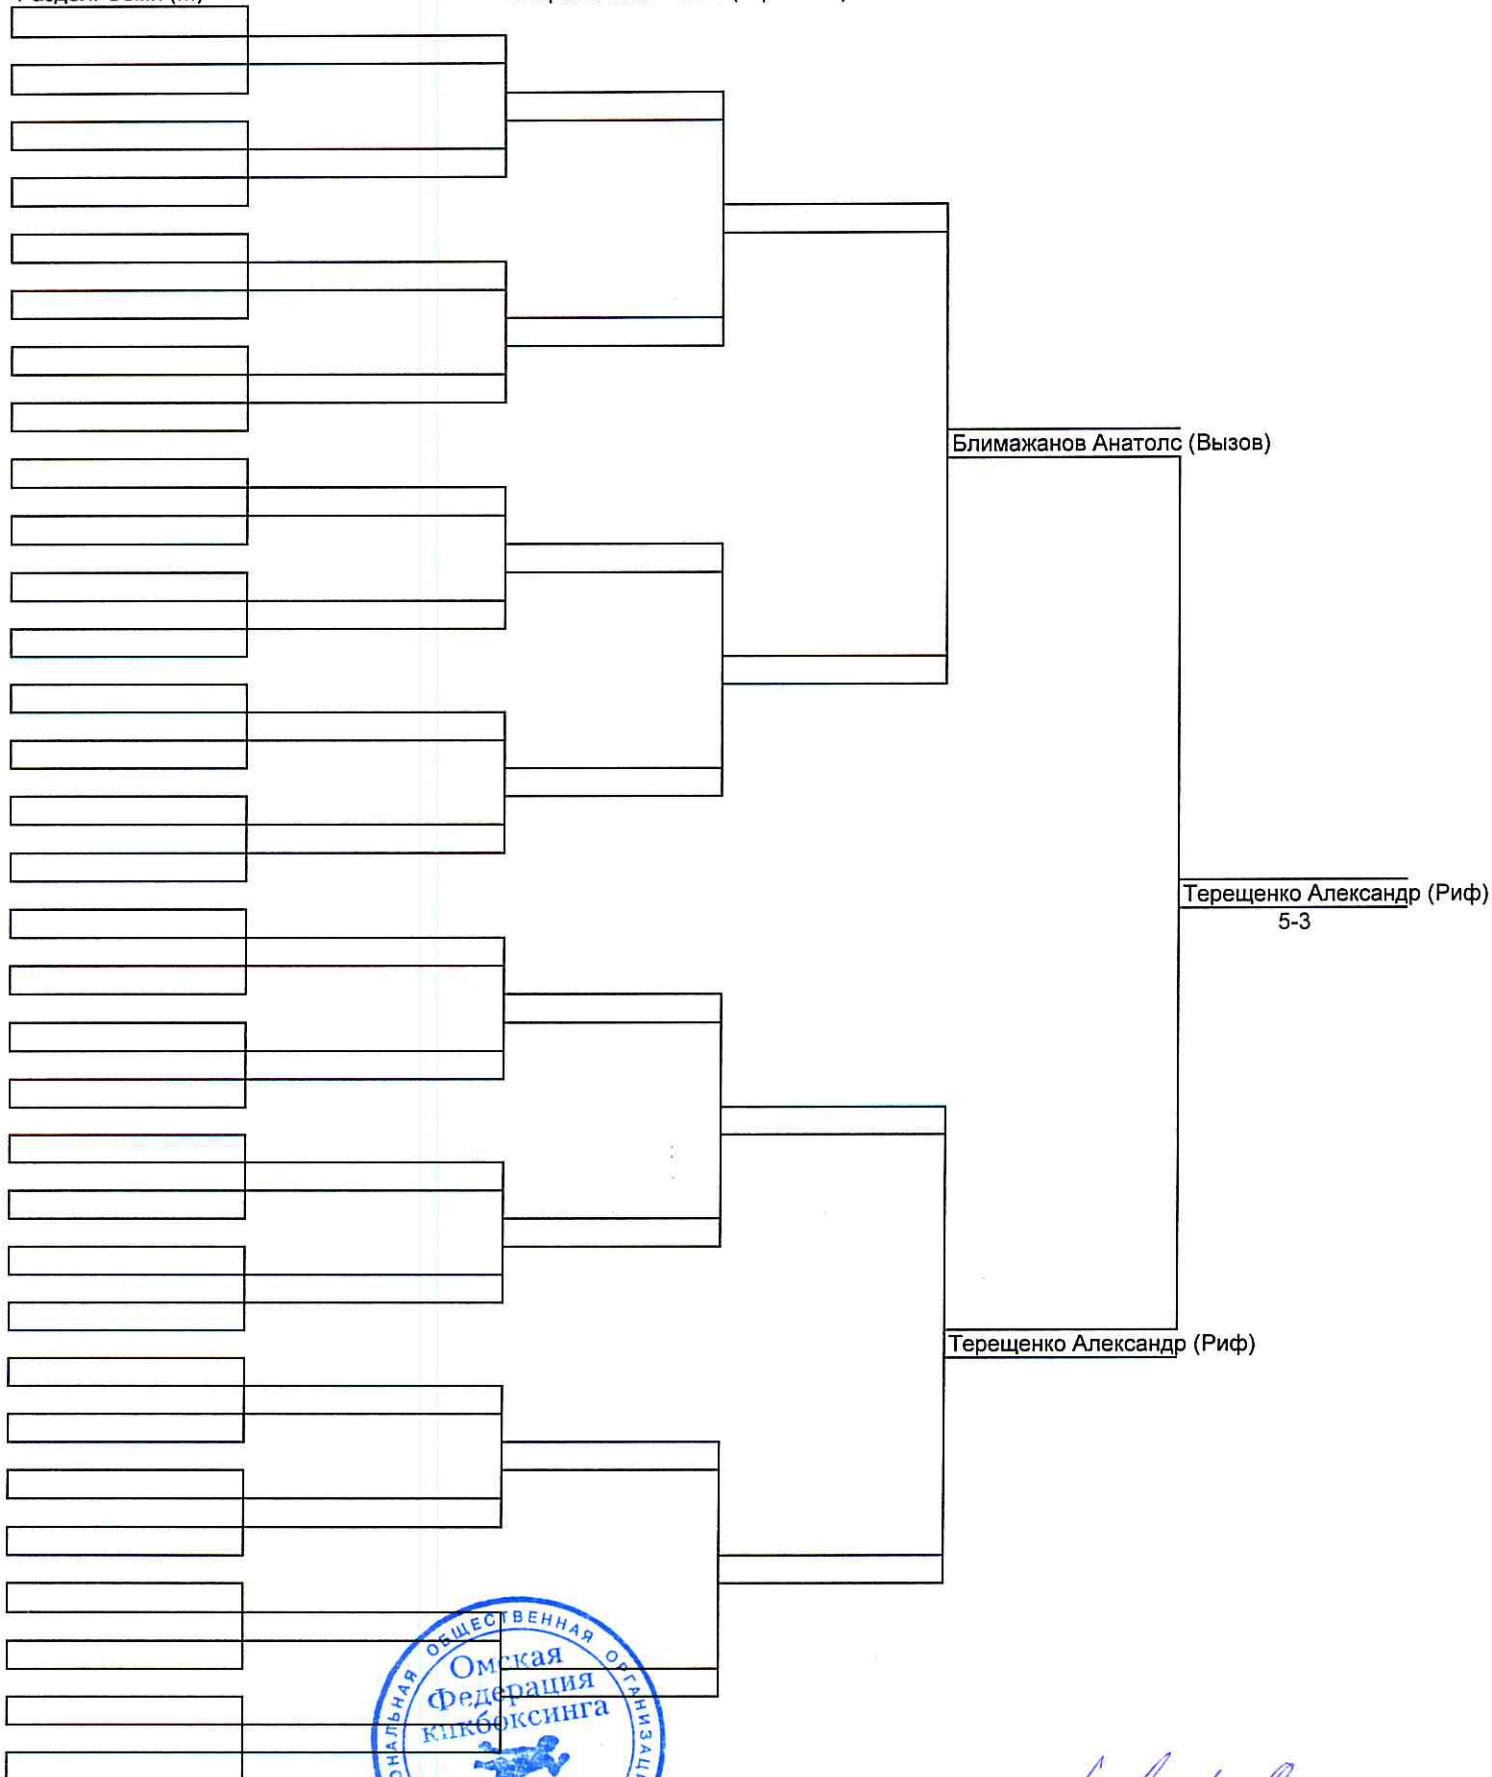 Блимажанов Анатолс (Вызов)
Терещенко Александр (Риф)
5-3
Терещенко Александр (Риф)
ОБЩЕСТВЕННАЯ
Омская
Федерация
кикбоксинга